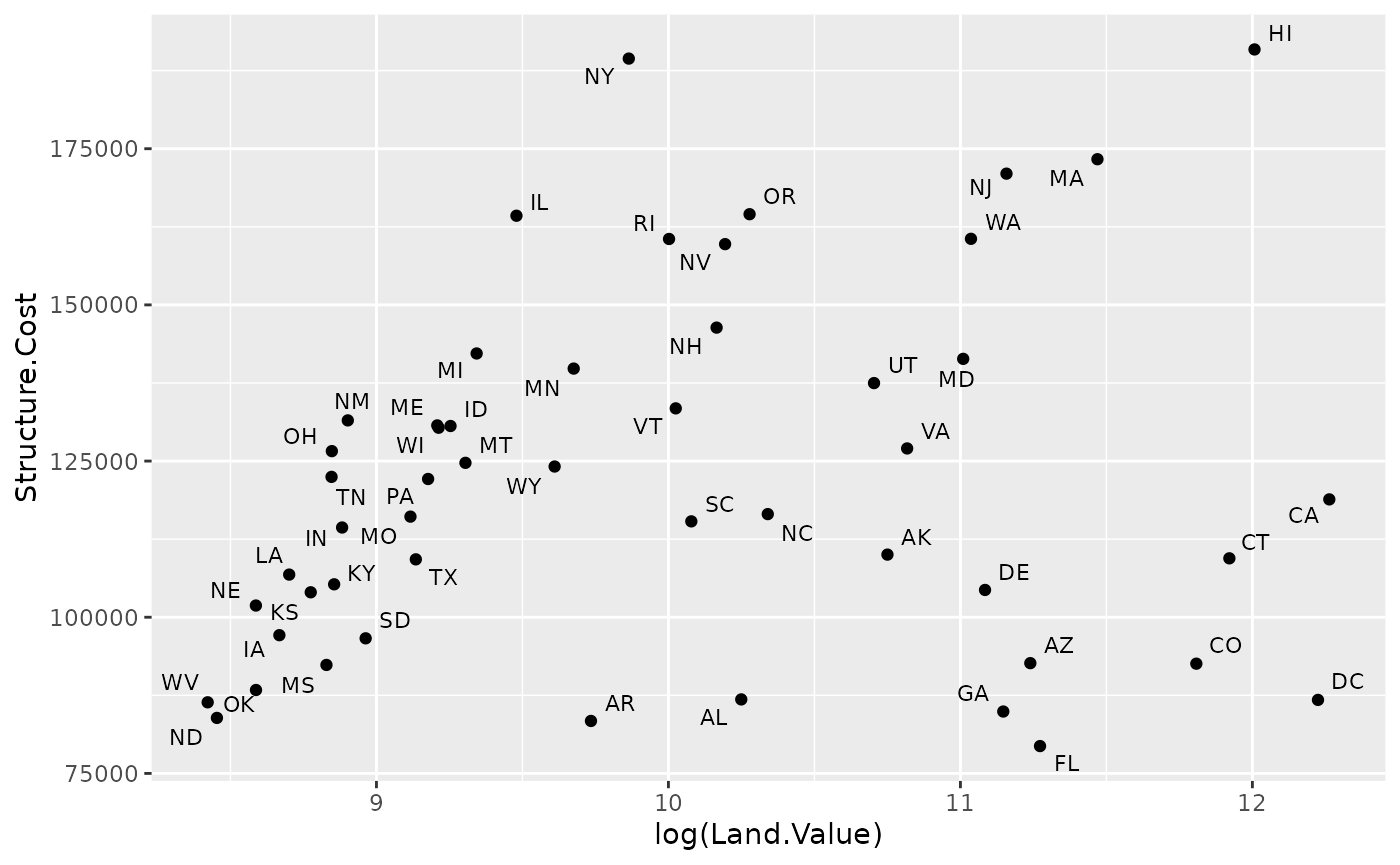 HI
NY
175000
MA
NJ
IL
OR
RI
WA
NV
150000
NH
UT
MI
MD
MN
NM
ME
ID
VT
OH
VA
WI
MT
125000
WY
TN
PA
SC
CA
NC
IN
MO
AK
CT
LA
KY
DE
TX
NE
KS
100000
SD
IA
AZ
CO
WV
MS
DC
GA
OK
AR
AL
ND
FL
75000
9
10
11
12
log(Land.Value)
Structure.Cost